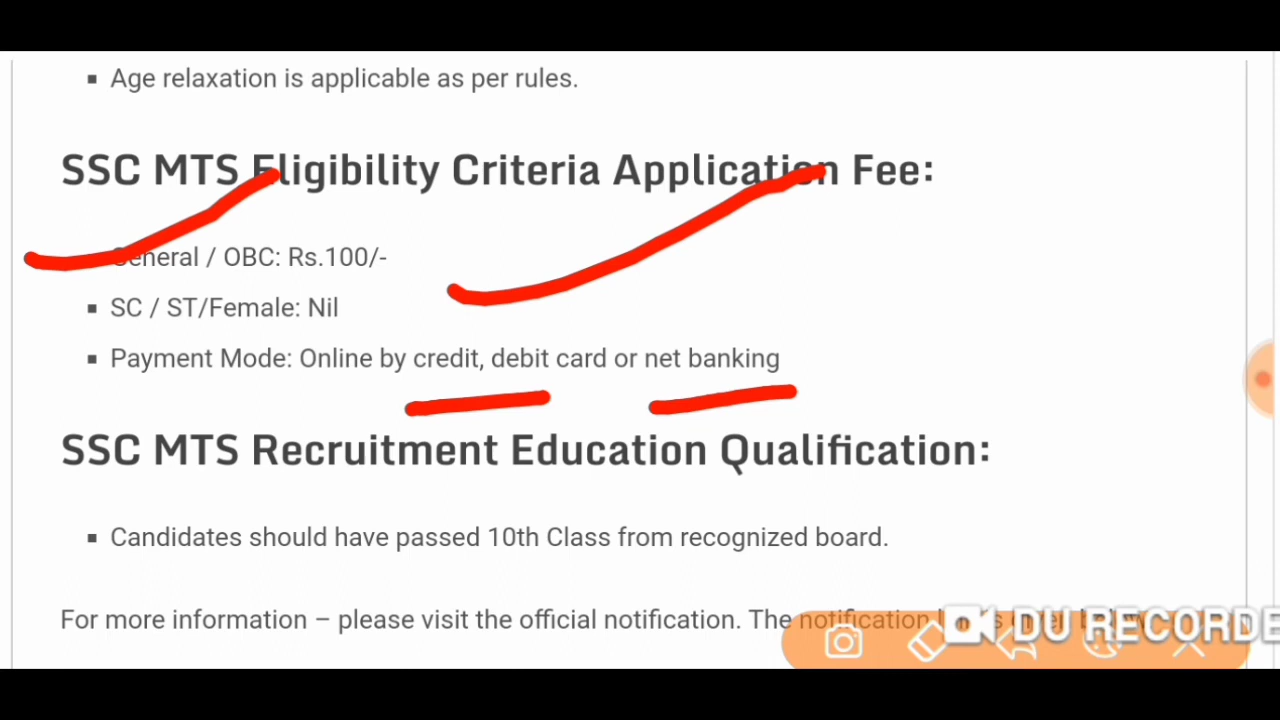 ▪ Age relaxation is applicable as per rules.
SSC MTS Eligibility Criteria Application Fee:
▪ General / OBC: Rs.100/-
▪ SC / ST/Female: Nil
▪ Payment Mode: Online by credit, debit card or net banking
SSC MTS Recruitment Education Qualification:
▪ Candidates should have passed 10th Class from recognized board.
For more information – please visit the official notification. The notification
DU RECORDE